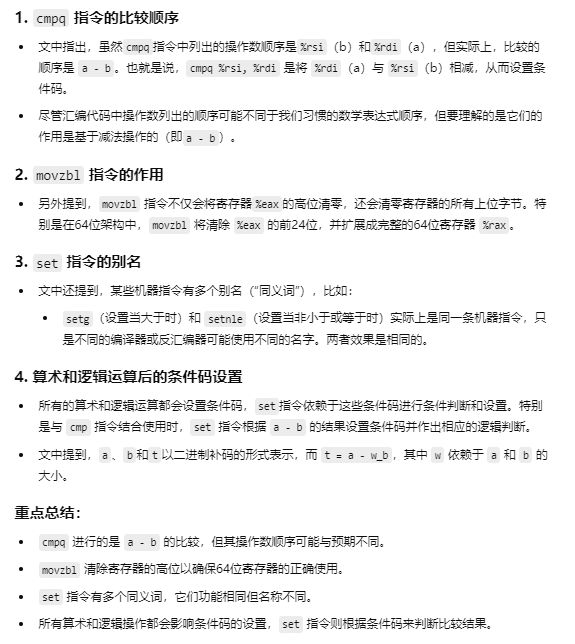 1. cmpq 指令的比较顺序
• 文中指出，虽然 cmpq 指令中列出的操作数顺序是 %rsi（b）和 %rdi（a），但实际上，比较的
顺序是 a - b。也就是说，cmpq %rsi, %rdi 是将 %rdi（a）与 %rsi（b）相减，从而设置条
件码。
• 尽管汇编代码中操作数列出的顺序可能不同于我们习惯的数学表达式顺序，但要理解的是它们的
作用是基于减法操作的（即 a - b）。
2. movzbl 指令的作用
• 另外提到，movzbl 指令不仅会将寄存器 %eax 的高位清零，还会清零寄存器的所有上位字节。特
别是在64位架构中，movzbl 将清除 %eax 的前24位，并扩展成完整的64位寄存器 %rax。
3. set 指令的别名
• 文中还提到，某些机器指令有多个别名（“同义词”），比如：
• setg（设置当大于时）和 setnle（设置当非小于或等于时）实际上是同一条机器指令，只
是不同的编译器或反汇编器可能使用不同的名字。两者效果是相同的。
4. 算术和逻辑运算后的条件码设置
• 所有的算术和逻辑运算都会设置条件码，set 指令依赖于这些条件码进行条件判断和设置。特别
是与 cmp 指令结合使用时，set 指令根据 a - b 的结果设置条件码并作出相应的逻辑判断。
• 文中提到，a、b 和 t 以二进制补码的形式表示，而 t = a - w_b，其中 w 依赖于 a 和 b 的
大小。
重点总结：
• cmpq 进行的是 a - b 的比较，但其操作数顺序可能与预期不同。
• movzbl 清除寄存器的高位以确保64位寄存器的正确使用。
• set 指令有多个同义词，它们功能相同但名称不同。
• 所有算术和逻辑操作都会影响条件码的设置，set 指令则根据条件码来判断比较结果。